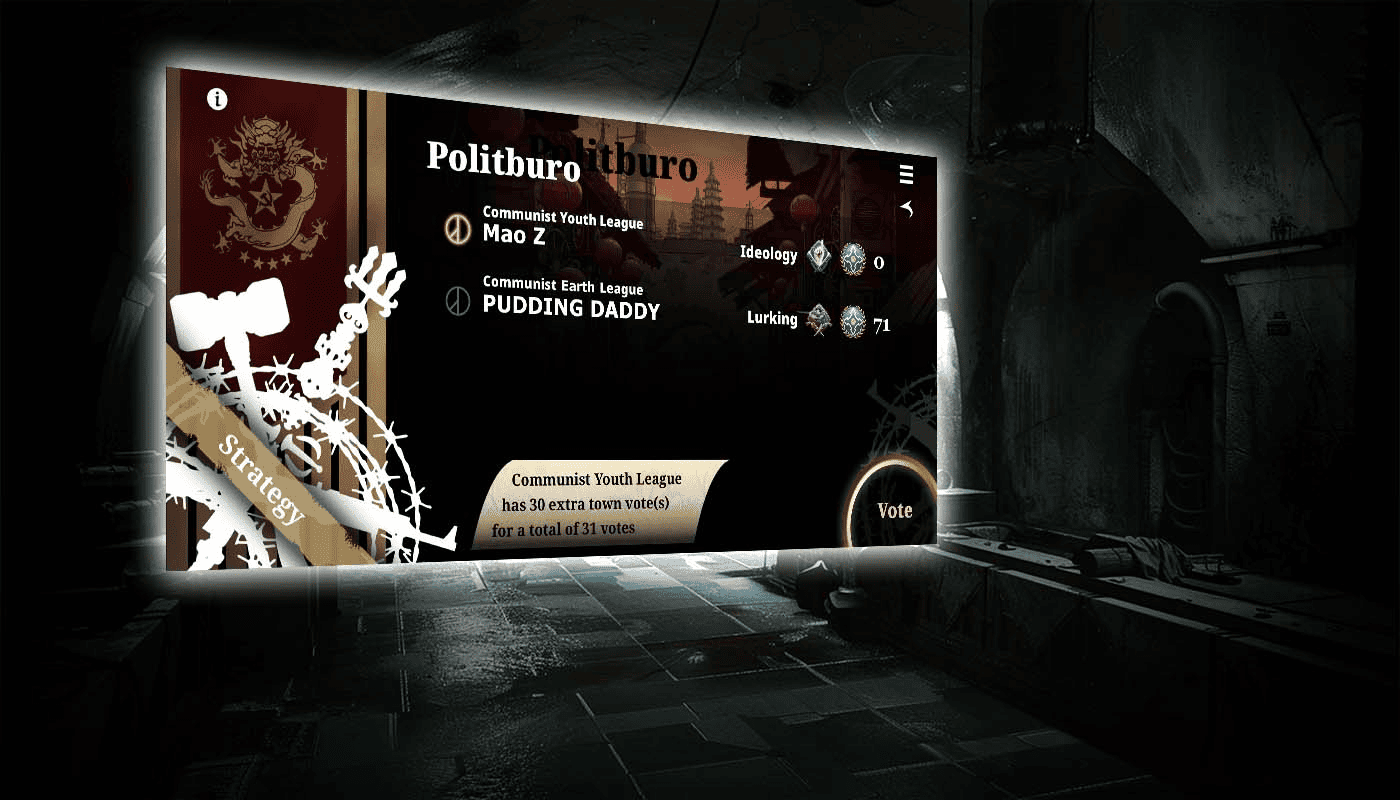 Politburo
Politburo
Communist Youth League
Mao Z
Ideology
0
Communist Earth League
PUDDING DADDY
Lurking
71
Strategy
Communist Youth League
has 30 extra town vote(s)
for a total of 31 votes
Vote